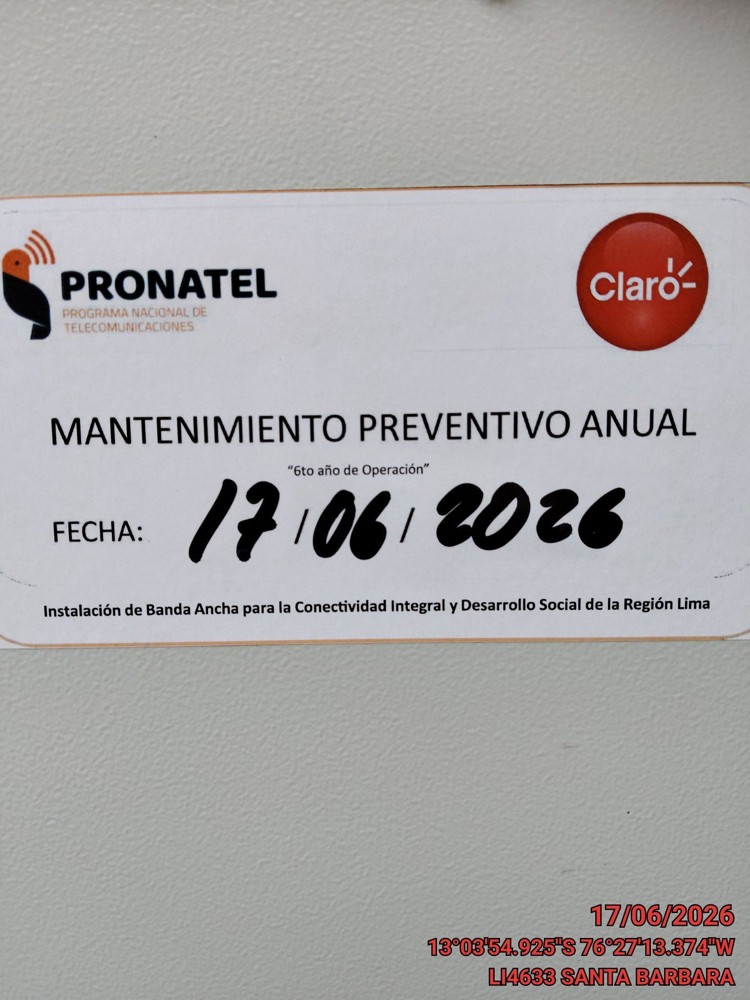 PRONATEL
PROGRAMA NACIONAL DE
TELECOMUNICACIONES
Claro
MANTENIMIENTO PREVENTIVO ANUAL
“6to año de Operación”
FECHA: 17/06/2026
Instalación de Banda Ancha para la Conectividad Integral y Desarrollo Social de la Región Lima
17/06/2026
13°03'54.925"S 76°27'13.374"W
LI4633 SANTA BARBARA